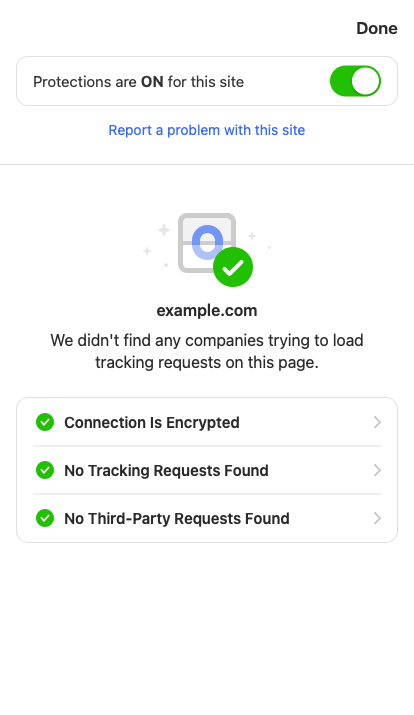 Done
Protections are ON for this site
Report a problem with this site
example.com
We didn't find any companies trying to load
tracking requests on this page.
Connection Is Encrypted
No Tracking Requests Found
No Third-Party Requests Found